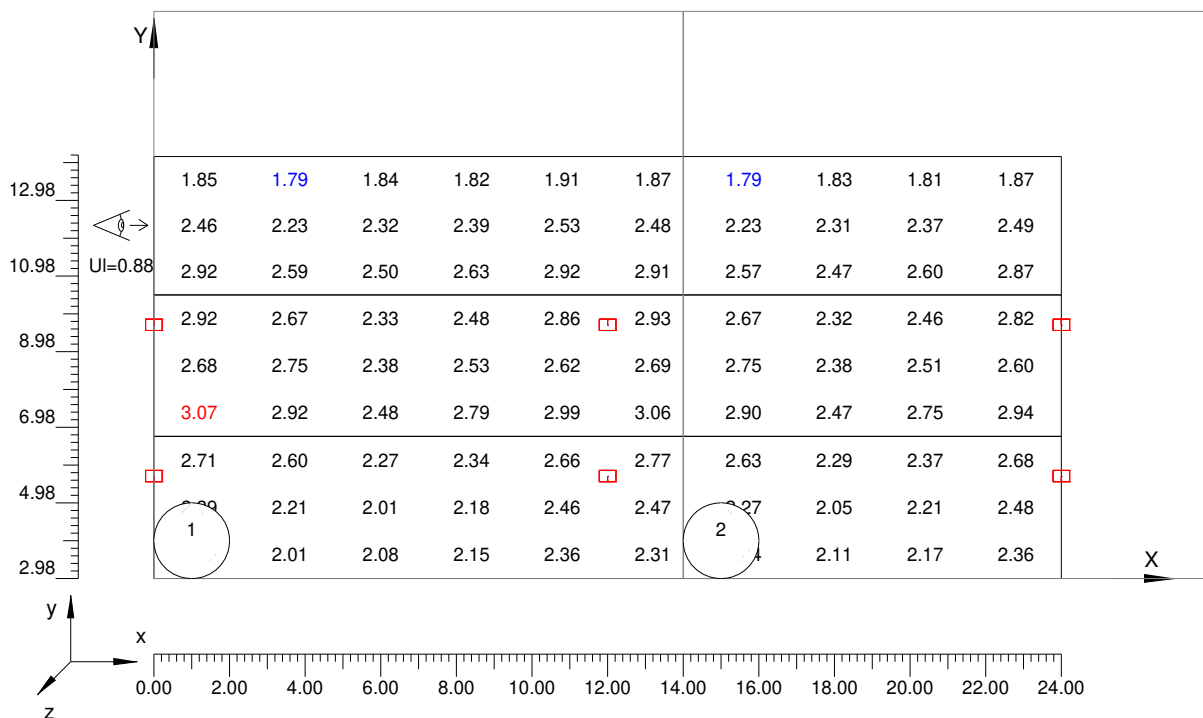 Y
12.98 1.85 1.79 1.84 1.82 1.91 1.87 1.79 1.83 1.81 1.87
2.46 2.23 2.32 2.39 2.53 2.48 2.23 2.31 2.37 2.49
10.98 UI=0.88 2.92 2.59 2.50 2.63 2.92 2.91 2.57 2.47 2.60 2.87
2.92 2.67 2.33 2.48 2.86 2.93 2.67 2.32 2.46 2.82
8.98
2.68 2.75 2.38 2.53 2.62 2.69 2.75 2.38 2.51 2.60
6.98 3.07 2.92 2.48 2.79 2.99 3.06 2.90 2.47 2.75 2.94
2.71 2.60 2.27 2.34 2.66 2.77 2.63 2.29 2.37 2.68
4.98 2.21 2.01 2.18 2.46 2.47 2.05 2.21 2.48
1 2
2.98 2.01 2.08 2.15 2.36 2.31 2.11 2.17 2.36 X
y
x
z
0.00 2.00 4.00 6.00 8.00 10.00 12.00 14.00 16.00 18.00 20.00 22.00 24.00